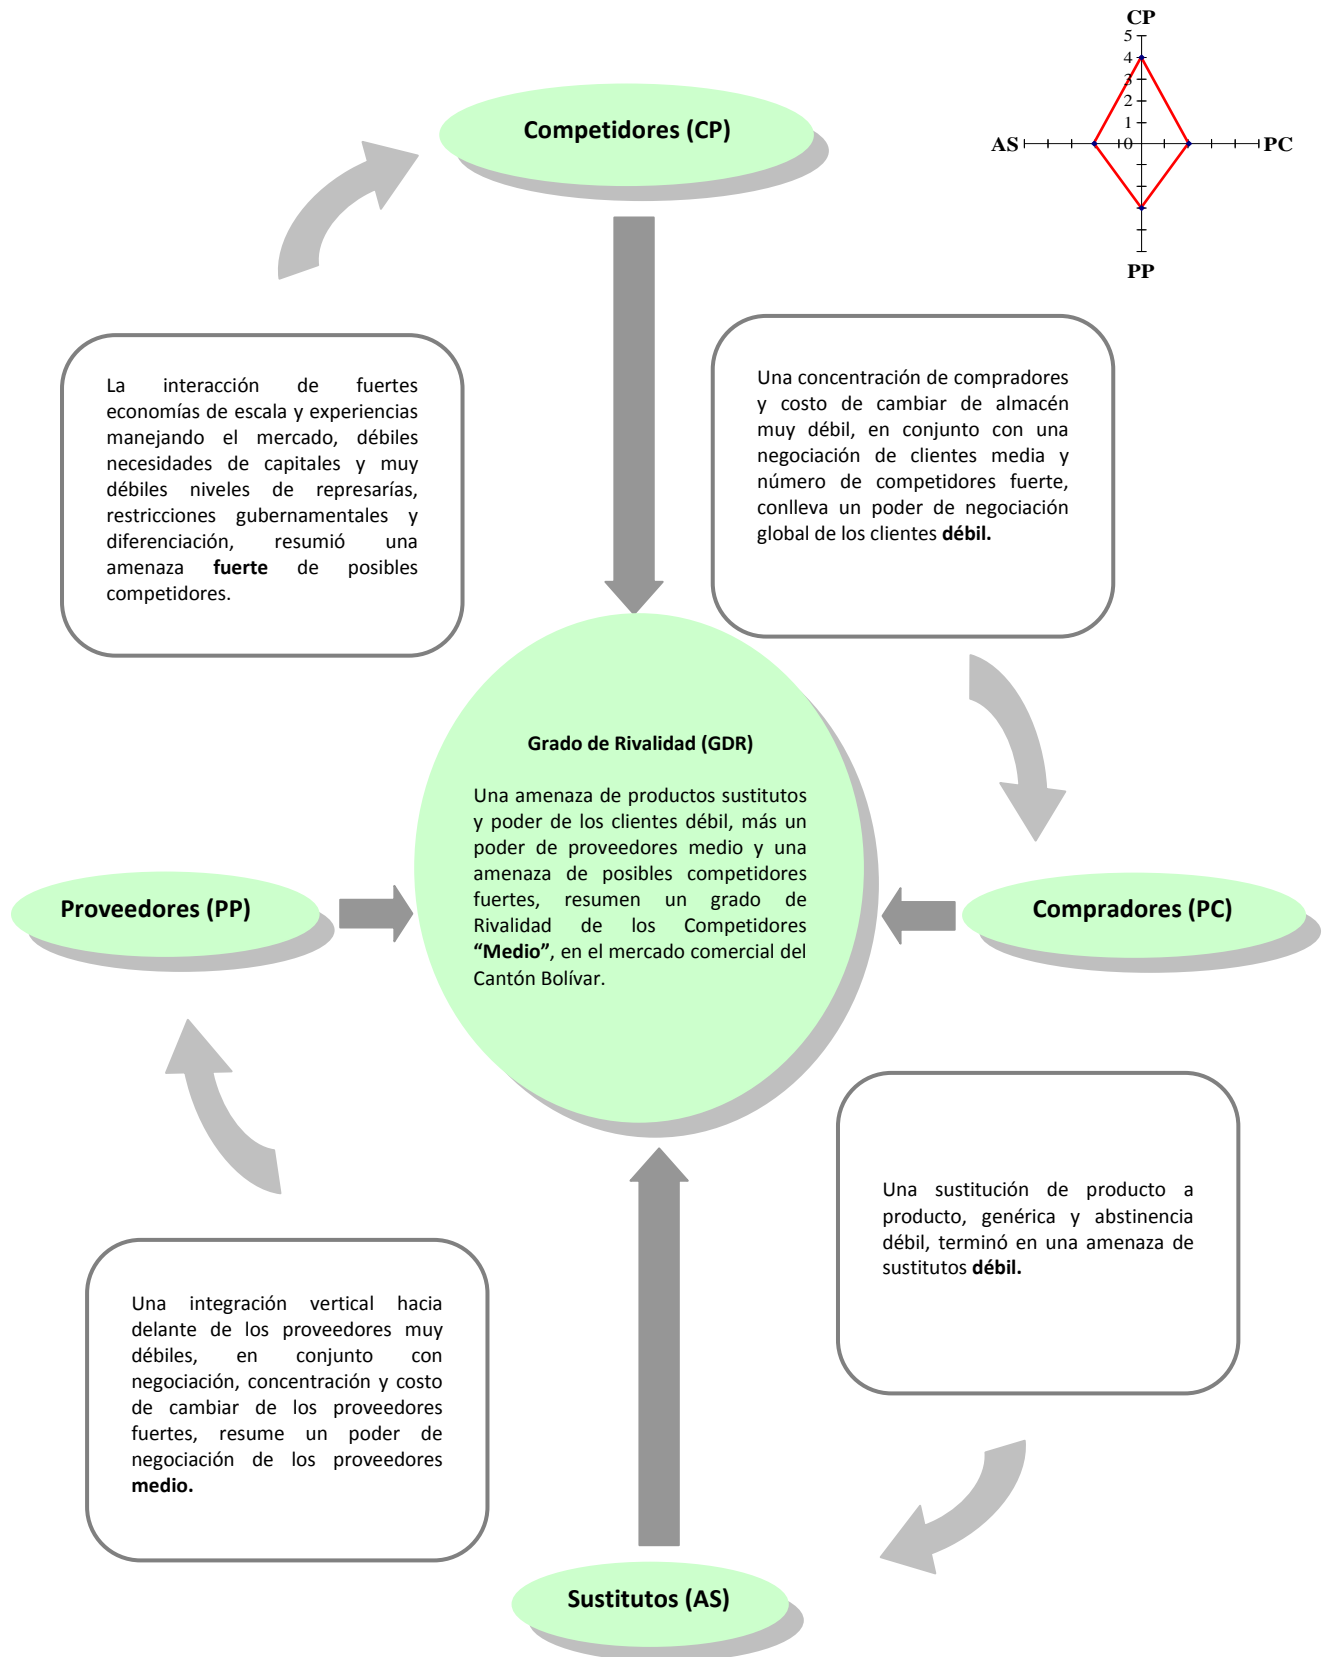 CP
5
4
3
2
1
AS
0
PC
PP
Competidores (CP)
La interacción de fuertes
economías de escala y experiencias
manejando el mercado, débiles
necesidades de capitales y muy
débiles niveles de represarías,
restricciones gubernamentales y
diferenciación, resumió una
amenaza fuerte de posibles
competidores.
Una concentración de compradores
y costo de cambiar de almacén
muy débil, en conjunto con una
negociación de clientes media y
número de competidores fuerte,
conlleva un poder de negociación
global de los clientes débil.
Grado de Rivalidad (GDR)
Una amenaza de productos sustitutos
y poder de los clientes débil, más un
poder de proveedores medio y una
amenaza de posibles competidores
fuertes, resumen un grado de
Rivalidad de los Competidores
“Medio”, en el mercado comercial del
Cantón Bolívar.
Proveedores (PP)
Compradores (PC)
Una sustitución de producto a
producto, genérica y abstinencia
débil, terminó en una amenaza de
sustitutos débil.
Una integración vertical hacia
delante de los proveedores muy
débiles, en conjunto con
negociación, concentración y costo
de cambiar de los proveedores
fuertes, resume un poder de
negociación de los proveedores
medio.
Sustitutos (AS)